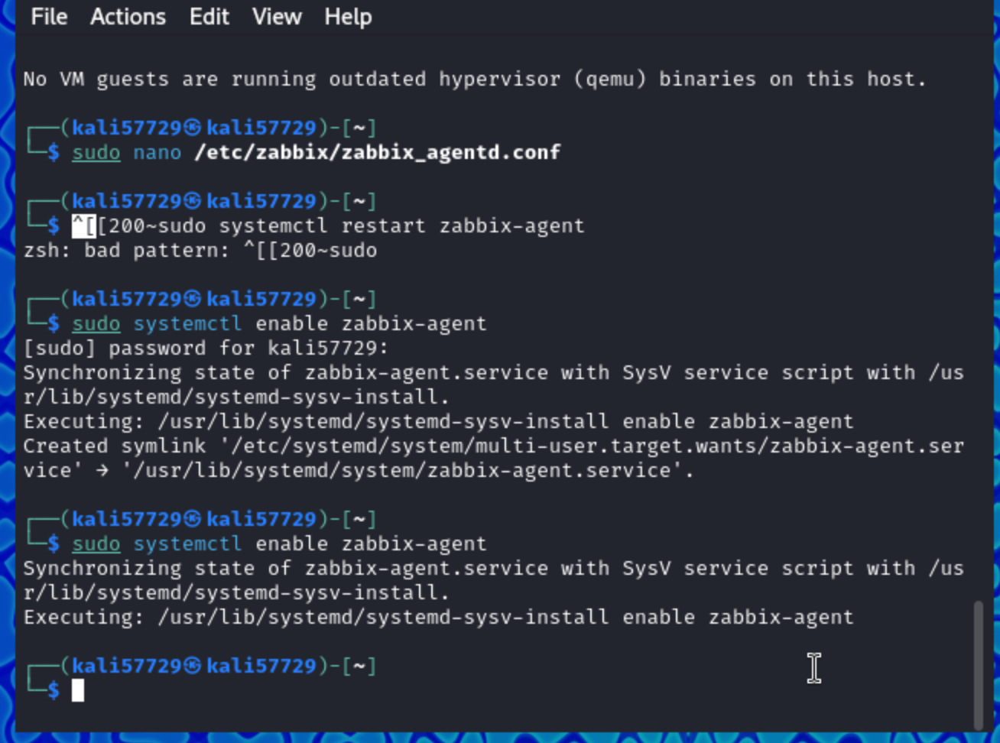 File Actions Edit View Help
No VM guests are running outdated hypervisor (qemu) binaries on this host.
┌──(kali57729㉿kali57729)-[~]
└─$ sudo nano /etc/zabbix/zabbix_agentd.conf
┌──(kali57729㉿kali57729)-[~]
└─$ ^[[200~sudo systemctl restart zabbix-agent
zsh: bad pattern: ^[[200~sudo
┌──(kali57729㉿kali57729)-[~]
└─$ sudo systemctl enable zabbix-agent
[sudo] password for kali57729:
Synchronizing state of zabbix-agent.service with SysV service script with /us
r/lib/systemd/systemd-sysv-install.
Executing: /usr/lib/systemd/systemd-sysv-install enable zabbix-agent
Created symlink '/etc/systemd/system/multi-user.target.wants/zabbix-agent.ser
vice' → '/usr/lib/systemd/system/zabbix-agent.service'.
┌──(kali57729㉿kali57729)-[~]
└─$ sudo systemctl enable zabbix-agent
Synchronizing state of zabbix-agent.service with SysV service script with /us
r/lib/systemd/systemd-sysv-install.
Executing: /usr/lib/systemd/systemd-sysv-install enable zabbix-agent
┌──(kali57729㉿kali57729)-[~]
└─$